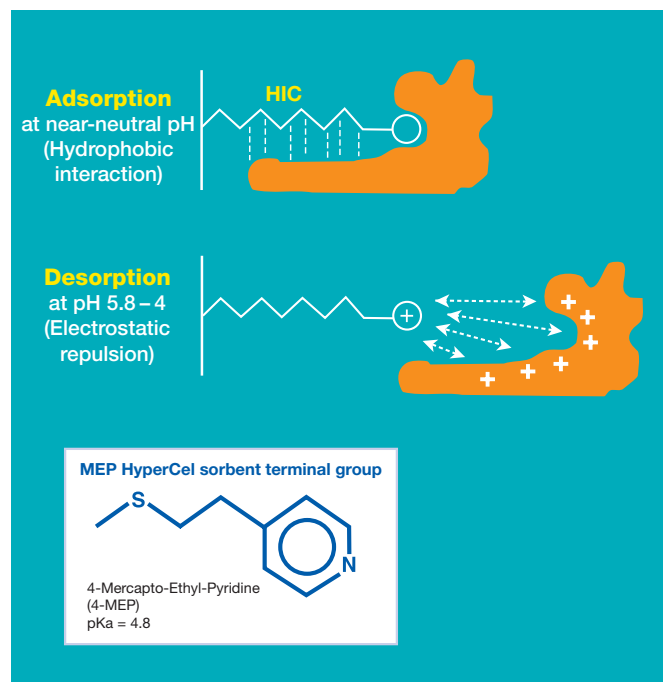 HIC
Adsorption
at near-neutral pH
(Hydrophobic
interaction)
Desorption
at pH 5.8 – 4
(Electrostatic
repulsion)
+
+
+
+
+
+
+
MEP HyperCel sorbent terminal group
S
N
4-Mercapto-Ethyl-Pyridine
(4-MEP)
pKa = 4.8